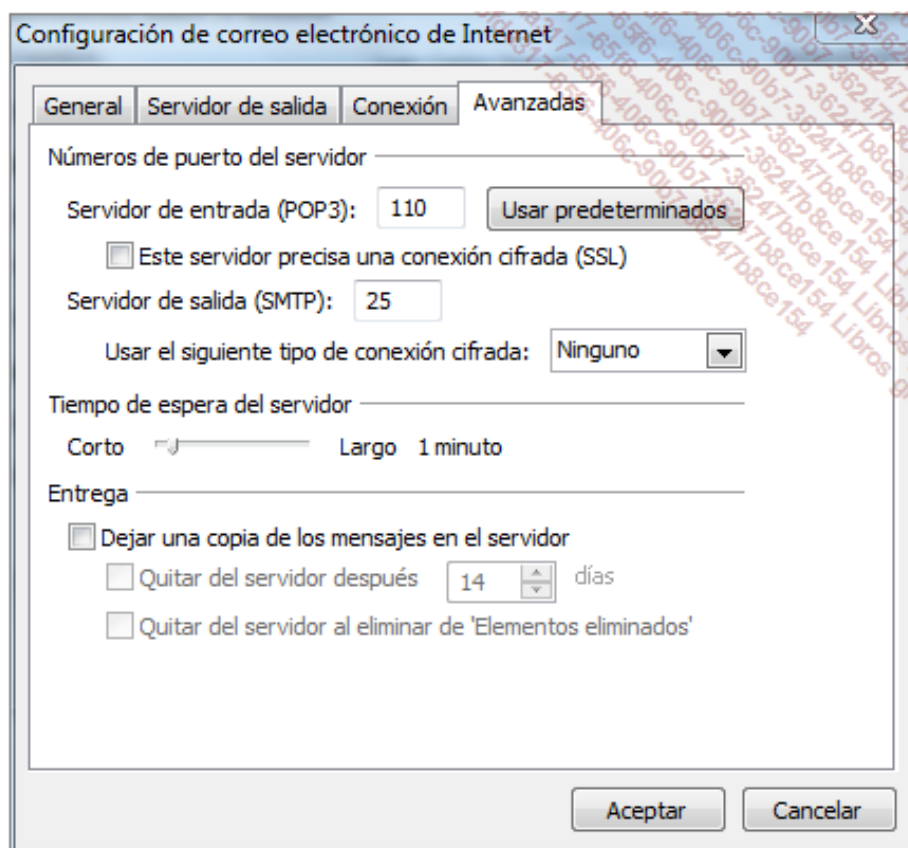 Configuración de correo electrónico de Internet
General Servidor de salida Conexión Avanzadas
Números de puerto del servidor
Servidor de entrada (POP3): 110 Usar predeterminados
Este servidor precisa una conexión cifrada (SSL)
Servidor de salida (SMTP): 25
Usar el siguiente tipo de conexión cifrada: Ninguno
Tiempo de espera del servidor
Corto Largo 1 minuto
Entrega
Dejar una copia de los mensajes en el servidor
Quitar del servidor después 14 días
Quitar del servidor al eliminar de 'Elementos eliminados'
Aceptar Cancelar